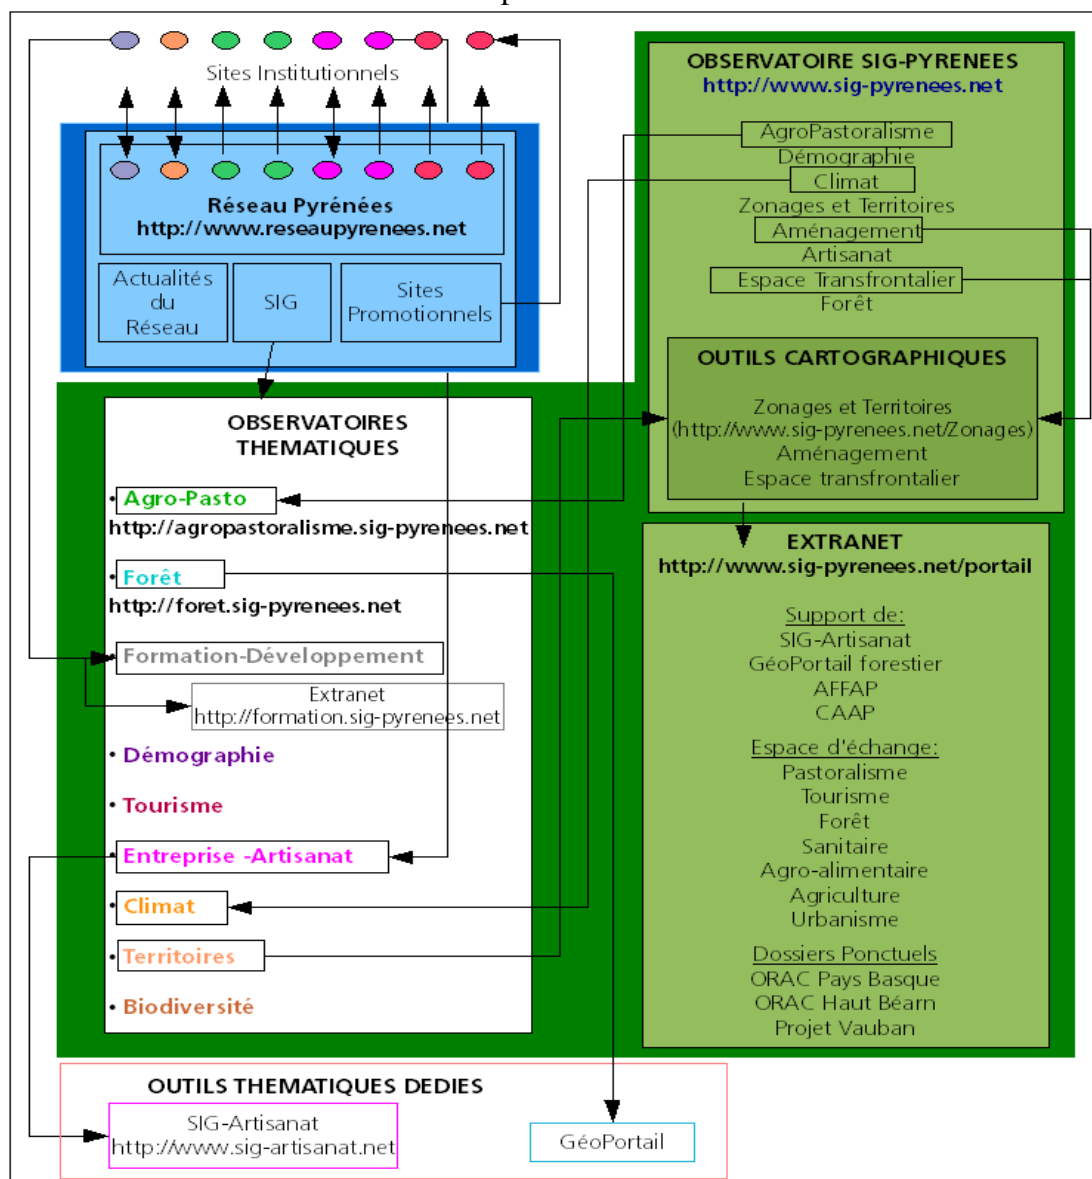 Sites Institutionnels
Réseau Pyrénées
http://www.reseaupyrenees.net
Actualités
du
Réseau
SIG
Sites
Promotionnels
OBSERVATOIRE SIG-PYRENEES
http://www.sig-pyrenees.net
AgroPastoralisme
Démographie
Climat
Zonages et Territoires
Aménagement
Artisanat
Espace Transfrontalier
Forêt
OUTILS CARTOGRAPHIQUES
Zonages et Territoires
(http://www.sig-pyrenees.net/Zonages)
Aménagement
Espace transfrontalier
OBSERVATOIRES
THEMATIQUES
• Agro-Pasto
http://agropastoralisme.sig-pyrenees.net
• Forêt
http://foret.sig-pyrenees.net
• Formation-Développement
Extranet
http://formation.sig-pyrenees.net
• Démographie
• Tourisme
• Entreprise -Artisanat
• Climat
• Territoires
• Biodiversité
EXTRANET
http://www.sig-pyrenees.net/portail
Support de:
SIG-Artisanat
GéoPortail forestier
AFFAP
CAAP
Espace d'échange:
Pastoralisme
Tourisme
Forêt
Sanitaire
Agro-alimentaire
Agriculture
Urbanisme
Dossiers Ponctuels
ORAC Pays Basque
ORAC Haut Béarn
Projet Vauban
OUTILS THEMATIQUES DEDIES
SIG-Artisanat
http://www.sig-artisanat.net
GéoPortail